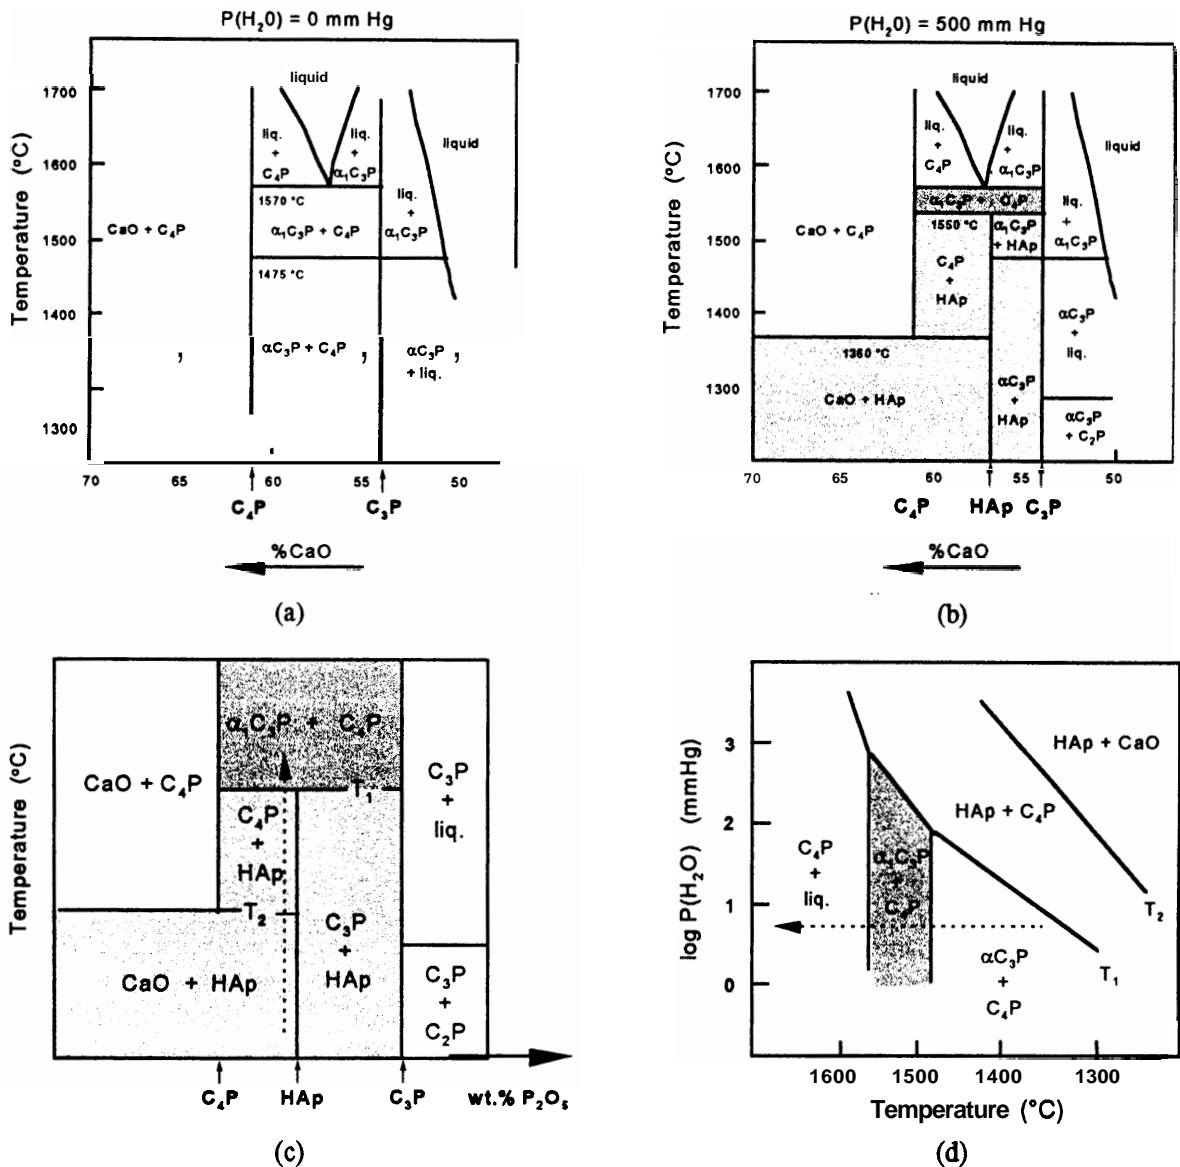 P(H₂0) = 0 mm Hg
liquid
1700
1600
1500
1400
1300
Temperature (ºC)
liq.
+
C₄P
liq.
+
α₁C₃P
liquid
1570 °C
liq.
+
α₁C₃P
CaO + C₄P
α₁C₃P + C₄P
1475 °C
αC₃P + C₄P
αC₃P
+ liq.
70 65 60 55 50
C₄P C₃P
%CaO
(a)
P(H₂0) = 500 mm Hg
liquid
1700
1600
1500
1400
1300
Temperature (ºC)
liq.
+
C₄P
liq.
+
α₁C₃P
liquid
α₁C₃P + C₄P
liq.
+
α₁C₃P
CaO + C₄P
1550 °C
α₁C₃P
+ HAp
C₄P
+
HAp
αC₃P
+
liq.
1360 °C
CaO + HAp
αC₃P
+
HAp
αC₃P
+ C₂P
70 65 60 55 50
C₄P HAp C₃P
%CaO
(b)
Temperature (ºC)
α₁C₃P + C₄P
CaO + C₄P
T₁
C₃P
+
liq.
C₄P
+
HAp
T₂
C₃P
+
HAp
CaO + HAp
C₃P
+
C₂P
C₄P HAp C₃P wt.% P₂O₅
(c)
log P(H₂O) (mmHg)
3
2
1
0
HAp + CaO
HAp + C₄P
C₄P
+
liq.
α₁C₃P
+
C₄P
T₂
αC₃P
+
C₄P
T₁
1600 1500 1400 1300
Temperature (°C)
(d)